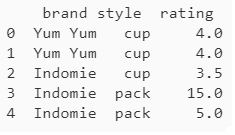 brand style rating
0 Yum Yum cup 4.0
1 Yum Yum cup 4.0
2 Indomie cup 3.5
3 Indomie pack 15.0
4 Indomie pack 5.0